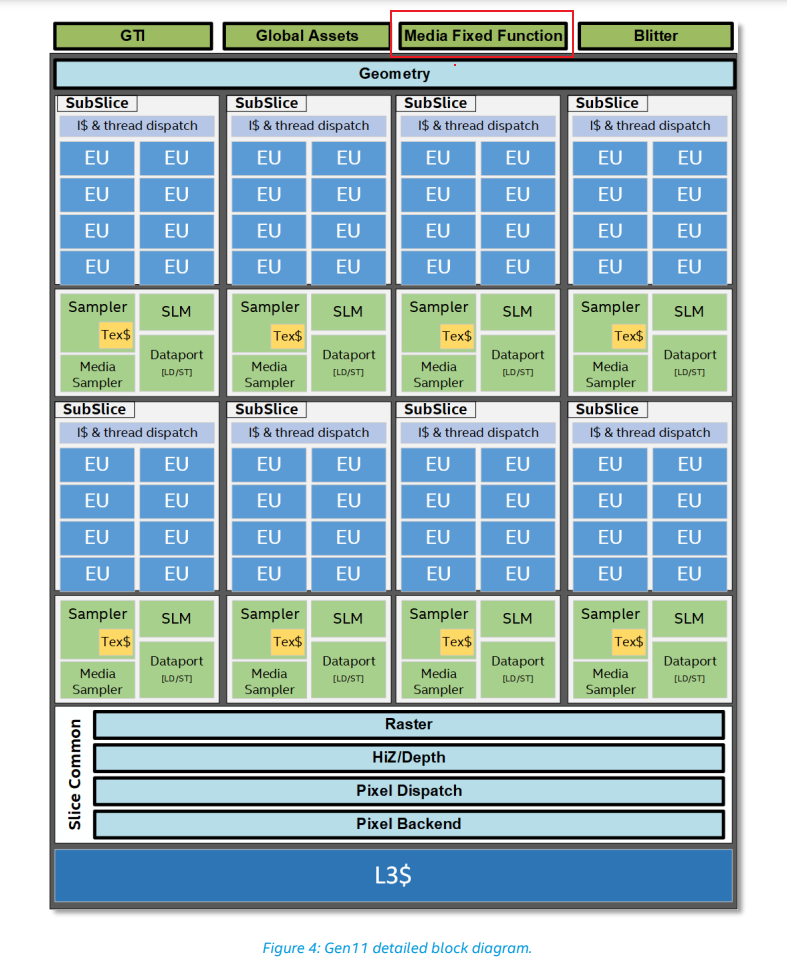 GTI
Global Assets
Media Fixed Function
Blitter
Geometry
SubSlice
SubSlice
SubSlice
SubSlice
I$ & thread dispatch
I$ & thread dispatch
I$ & thread dispatch
I$ & thread dispatch
EU EU EU EU EU EU EU EU
EU EU EU EU EU EU EU EU
EU EU EU EU EU EU EU EU
EU EU EU EU EU EU EU EU
Sampler SLM Sampler SLM Sampler SLM Sampler SLM
Tex$ Tex$ Tex$ Tex$
Dataport Dataport Dataport Dataport
Media [LD/ST] Media [LD/ST] Media [LD/ST] Media [LD/ST]
Sampler Sampler Sampler Sampler
SubSlice
SubSlice
SubSlice
SubSlice
I$ & thread dispatch
I$ & thread dispatch
I$ & thread dispatch
I$ & thread dispatch
EU EU EU EU EU EU EU EU
EU EU EU EU EU EU EU EU
EU EU EU EU EU EU EU EU
EU EU EU EU EU EU EU EU
Sampler SLM Sampler SLM Sampler SLM Sampler SLM
Tex$ Tex$ Tex$ Tex$
Dataport Dataport Dataport Dataport
Media [LD/ST] Media [LD/ST] Media [LD/ST] Media [LD/ST]
Sampler Sampler Sampler Sampler
Slice Common
Raster
HiZ/Depth
Pixel Dispatch
Pixel Backend
L3$
Figure 4: Gen11 detailed block diagram.